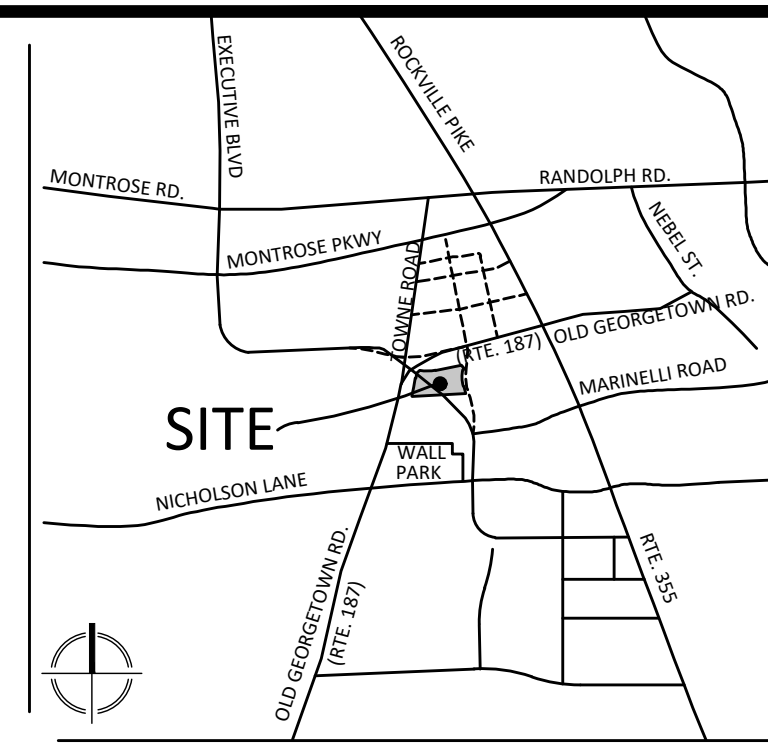 EXECUTIVE BLVD
ROCKVILLE PIKE
MONTROSE RD.
RANDOLPH RD.
NEBEL ST.
MONTROSE PKWY
TOWNE ROAD
OLD GEORGETOWN RD.
(RTE. 187)
MARINELLI ROAD
SITE
WALL
PARK
NICHOLSON LANE
OLD GEORGETOWN RD.
(RTE. 187)
RTE. 355